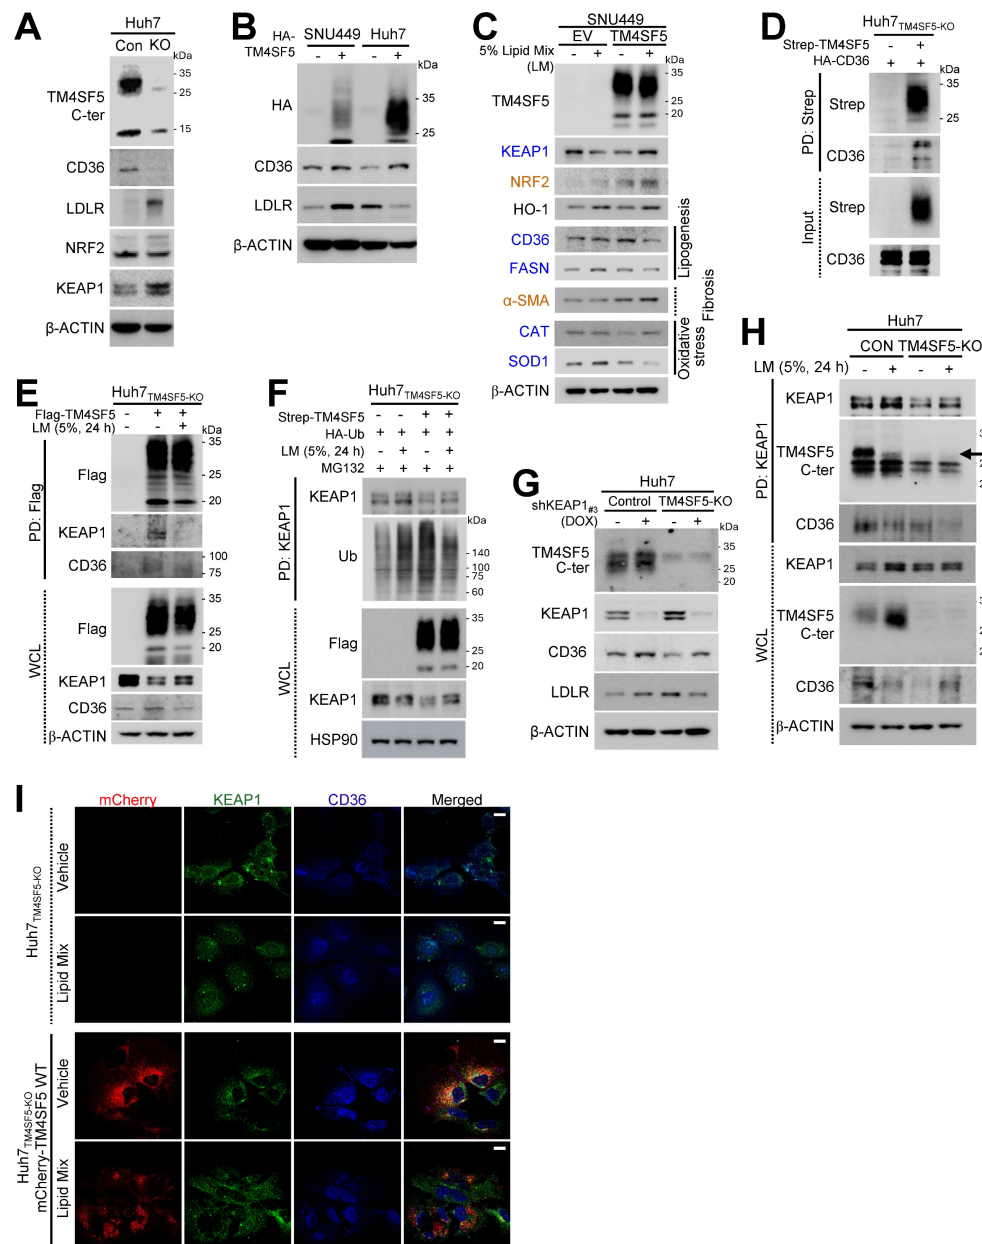 A
Huh7
Con KO
kDa
TM4SF5
C-ter
35
25
15
CD36
LDLR
NRF2
KEAP1
β-ACTIN
B
HA-
TM4SF5
SNU449 Huh7
- + - +
kDa
HA
35
25
CD36
LDLR
β-ACTIN
C
SNU449
EV TM4SF5
5% Lipid Mix
(LM)
- + - +
kDa
TM4SF5
35
25
20
KEAP1
NRF2
HO-1
CD36
FASN
Lipogenesis
α-SMA
Fibrosis
CAT
SOD1
Oxidative
stress
β-ACTIN
D
Huh7TM4SF5-KO
Strep-TM4SF5 - +
HA-CD36 + +
kDa
PD: Strep
Strep
35
25
CD36
Input
Strep
CD36
E
Huh7TM4SF5-KO
Flag-TM4SF5 - + +
LM (5%, 24 h) - - +
kDa
PD: Flag
Flag
35
25
20
KEAP1
CD36
100
75
WCL
Flag
35
25
20
KEAP1
CD36
β-ACTIN
F
Huh7TM4SF5-KO
Strep-TM4SF5 - - + +
HA-Ub + + + +
LM (5%, 24 h) - + - +
MG132 + + + +
PD: KEAP1
KEAP1
kDa
Ub
140
100
75
60
WCL
Flag
35
25
20
KEAP1
HSP90
G
Huh7
shKEAP1#3
(DOX)
Control TM4SF5-KO
- + - +
kDa
TM4SF5
C-ter
35
25
20
KEAP1
CD36
LDLR
β-ACTIN
H
Huh7
CON TM4SF5-KO
LM (5%, 24 h) - + - +
PD: KEAP1
KEAP1
TM4SF5
C-ter
3
2
2
CD36
WCL
KEAP1
TM4SF5
C-ter
3
2
2
CD36
β-ACTIN
I
mCherry KEAP1 CD36 Merged
Huh7TM4SF5-KO
Vehicle
Lipid Mix
Huh7TM4SF5-KO
mCherry-TM4SF5 WT
Vehicle
Lipid Mix